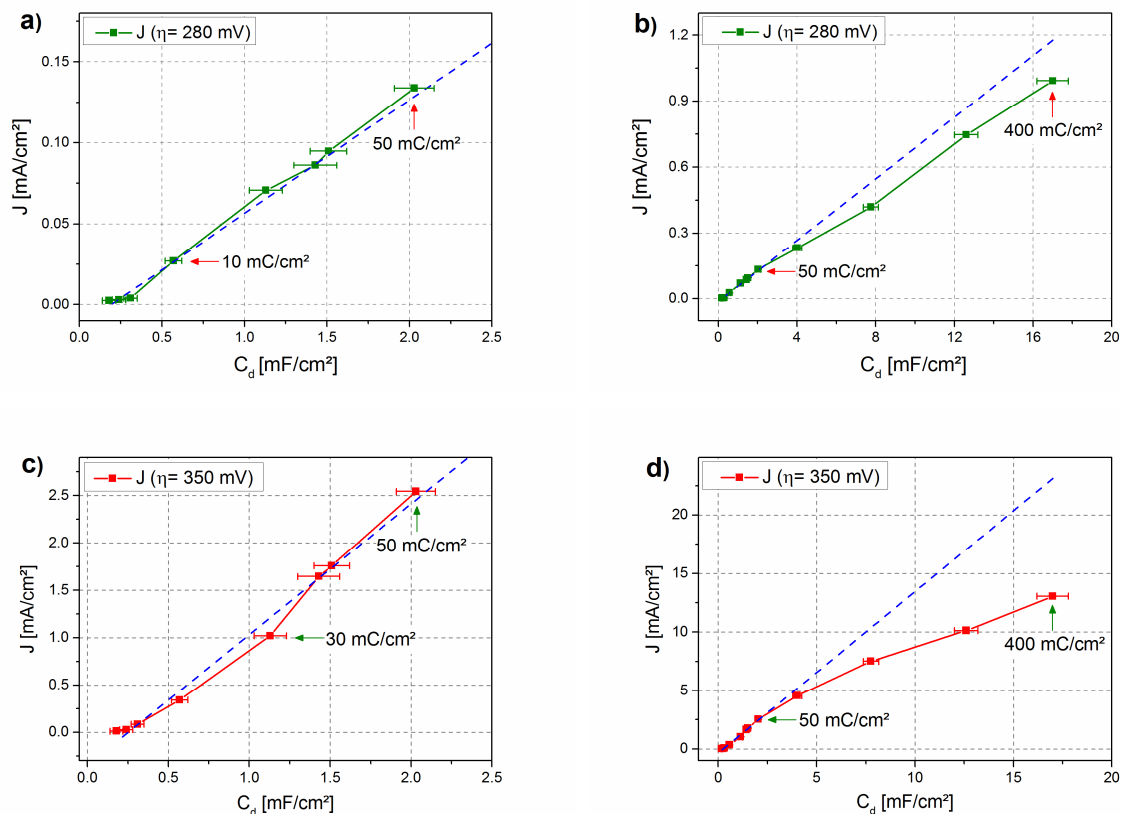 a)
J (η= 280 mV)
0.15
0.10
0.05
0.00
J [mA/cm²]
50 mC/cm²
10 mC/cm²
0.0 0.5 1.0 1.5 2.0 2.5
C_d [mF/cm²]
b)
J (η= 280 mV)
1.2
0.9
0.6
0.3
0.0
J [mA/cm²]
400 mC/cm²
50 mC/cm²
0 4 8 12 16 20
C_d [mF/cm²]
c)
J (η= 350 mV)
2.5
2.0
1.5
1.0
0.5
0.0
J [mA/cm²]
50 mC/cm²
30 mC/cm²
0.0 0.5 1.0 1.5 2.0 2.5
C_d [mF/cm²]
d)
J (η= 350 mV)
20
15
10
5
0
J [mA/cm²]
400 mC/cm²
50 mC/cm²
0 5 10 15 20
C_d [mF/cm²]